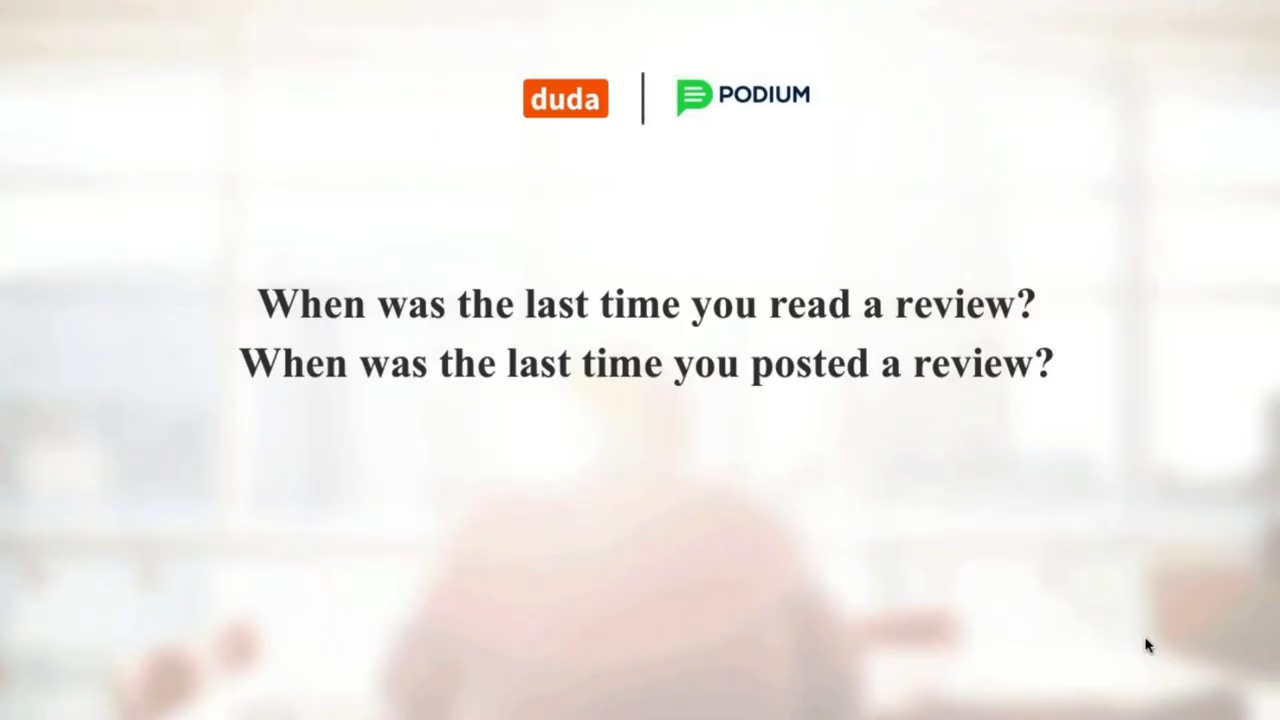 duda
PODIUM
When was the last time you read a review?
When was the last time you posted a review?